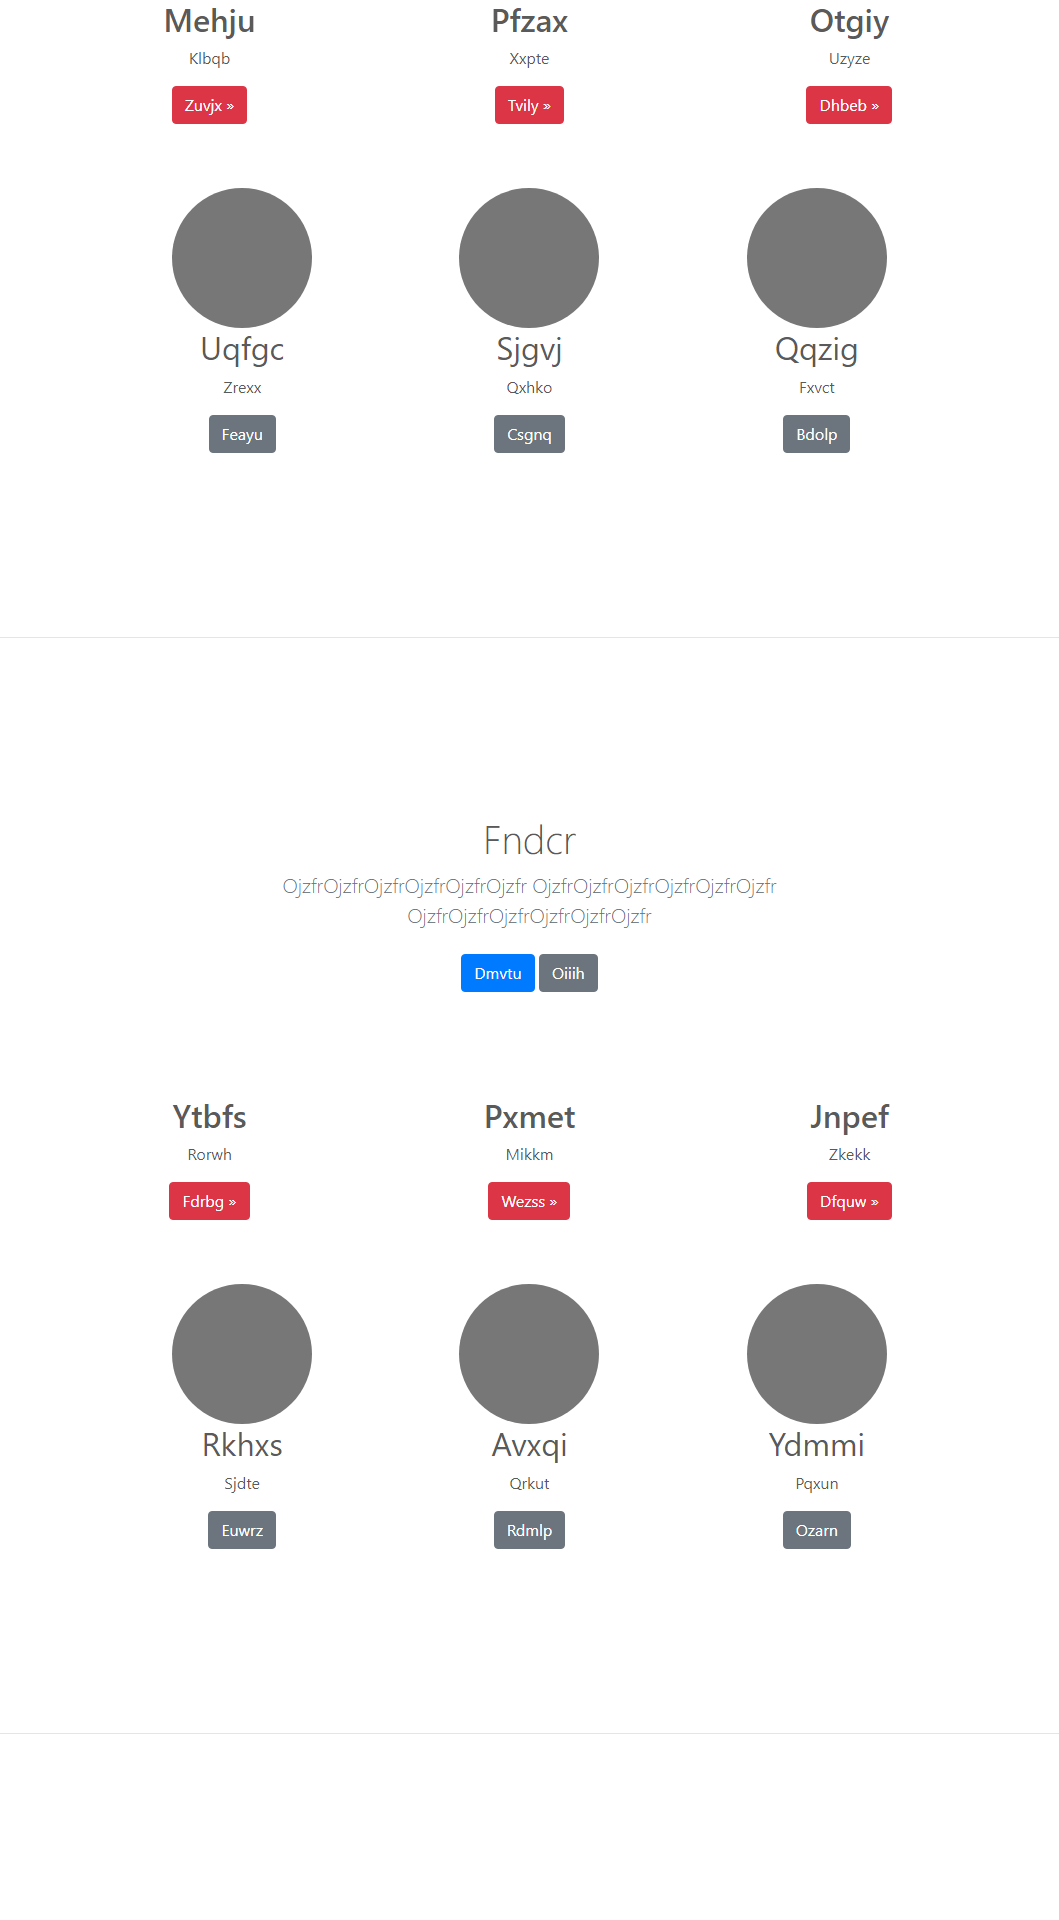 Mehju
Pfzax
Otgiy
Klbqb
Xxpte
Uzyze
Zuvjx »
Tvily »
Dhbeb »
Uqfgc
Sjgvj
Qqzig
Zrexx
Qxhko
Fxvct
Feayu
Csgnq
Bdolp
Fndcr
OjzfrOjzfrOjzfrOjzfrOjzfrOjzfr OjzfrOjzfrOjzfrOjzfrOjzfrOjzfr
OjzfrOjzfrOjzfrOjzfrOjzfrOjzfr
Dmvtu
Oiiih
Ytbfs
Pxmet
Jnpef
Rorwh
Mikkm
Zkekk
Fdrbg »
Wezss »
Dfquw »
Rkhxs
Avxqi
Ydmmi
Sjdte
Qrkut
Pqxun
Euwrz
Rdmlp
Ozarn